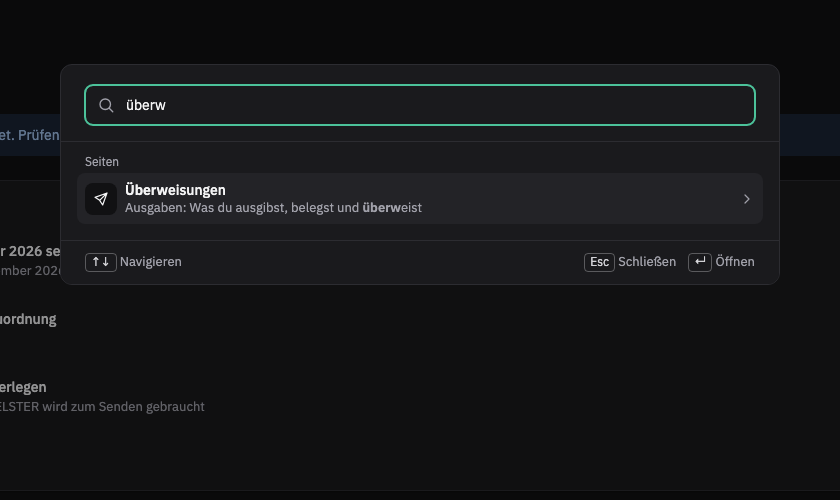 überw
et. Prüfen
Seiten
Überweisungen
Ausgaben: Was du ausgibst, belegst und überweist
r 2026 se
mber 2026
↑↓ Navigieren
Esc Schließen
↵ Öffnen
uordnung
erlegen
ELSTER wird zum Senden gebraucht